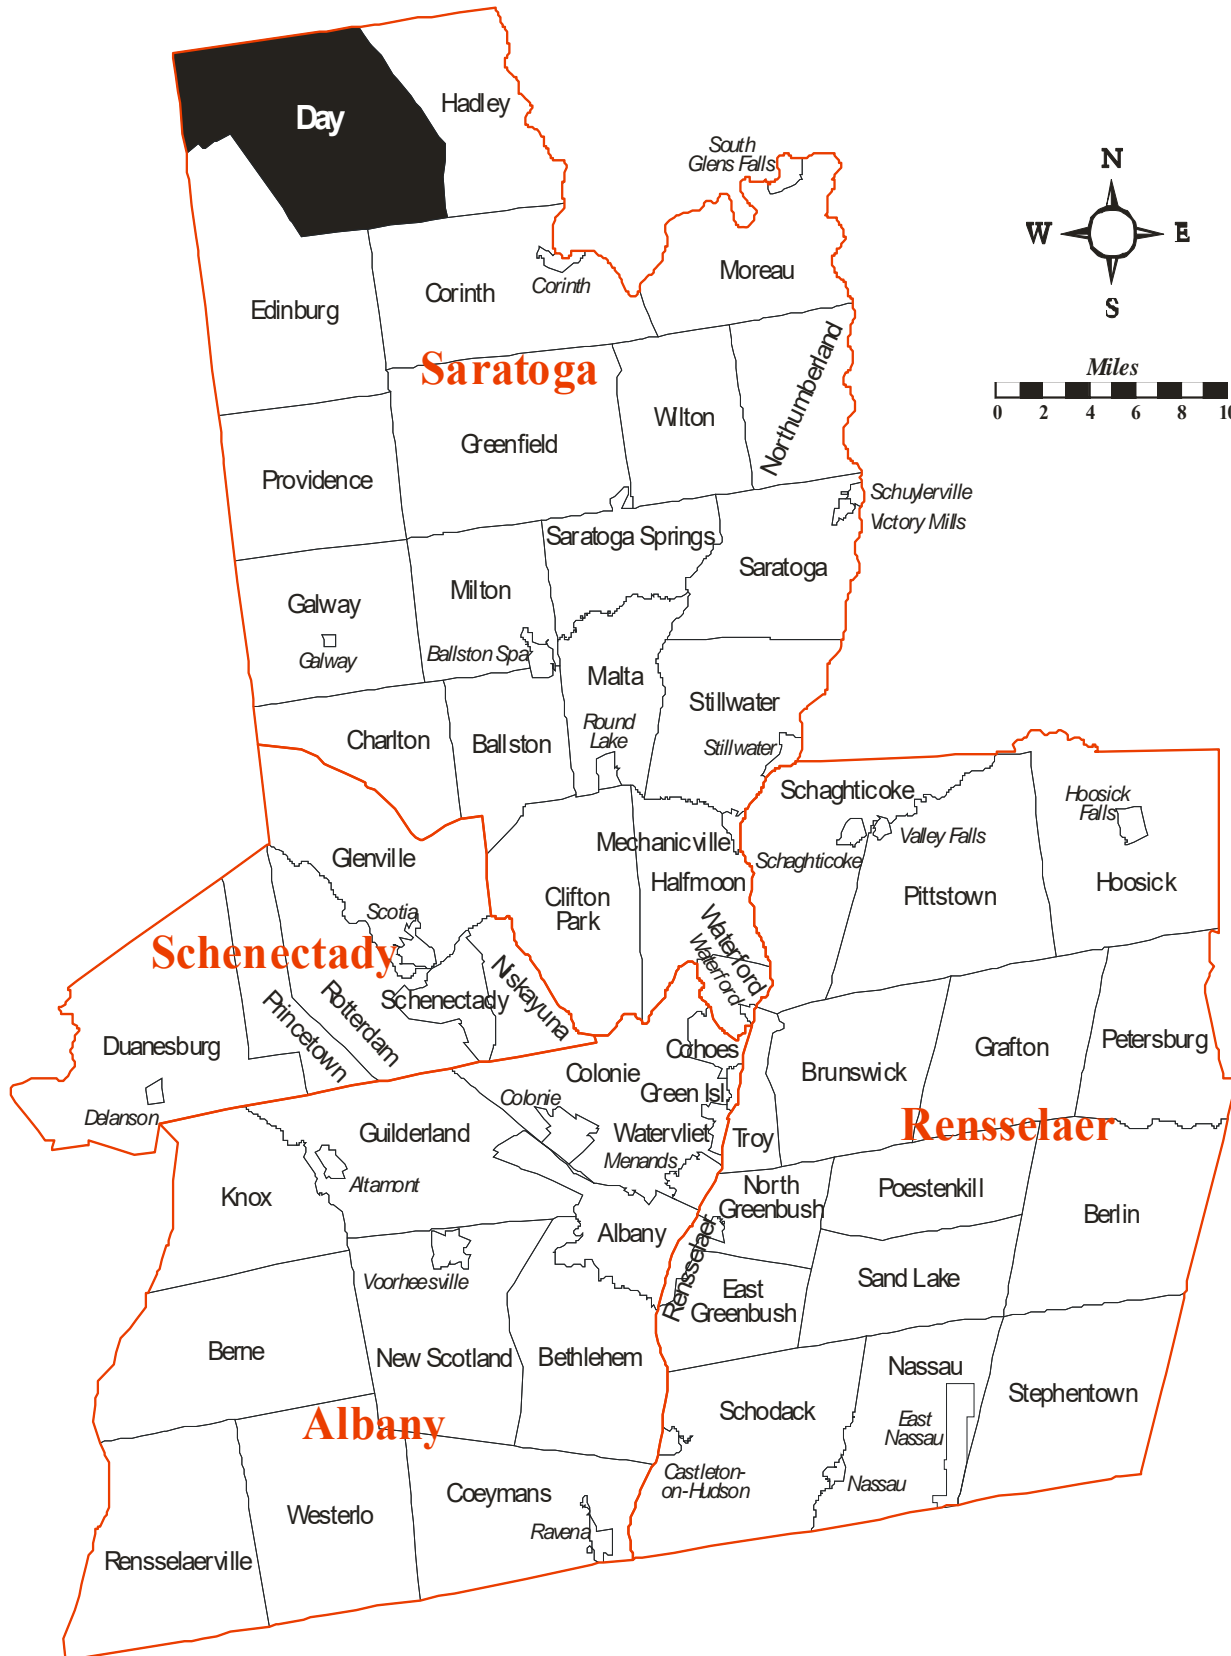 Day
Hadley
South
Glens Falls
N
W
E
S
Moreau
Corinth
Corinth
Edinburg
Saratoga
Miles
0 2 4 6 8 10
Northumberland
Wilton
Greenfield
Providence
Schuylerville
Victory Mills
Saratoga Springs
Saratoga
Milton
Galway
Galway
Ballston Spa
Malta
Stillwater
Round
Lake
Stillwater
Charlton
Ballston
Schaghticoke
Hoosick
Falls
Mechanicville
Valley Falls
Schaghticoke
Glenville
Halfmoon
Hoosick
Clifton
Park
Pittstown
Scotia
Waterford
Waterford
Schenectady
Niskayuna
Schenectady
Rotterdam
Princetown
Duanesburg
Cohoes
Grafton
Petersburg
Colonie
Brunswick
Green Isl.
Colonie
Delanson
Guilderland
Watervliet
Troy
Rensselaer
Menands
Altamont
Knox
North
Greenbush
Poestenkill
Berlin
Albany
Rensselaer
Voorheesville
Sand Lake
East
Greenbush
Berne
New Scotland
Bethlehem
Nassau
Stephentown
Schodack
Albany
East
Nassau
Castleton-
on-Hudson
Nassau
Coeymans
Westerlo
Ravena
Rensselaerville